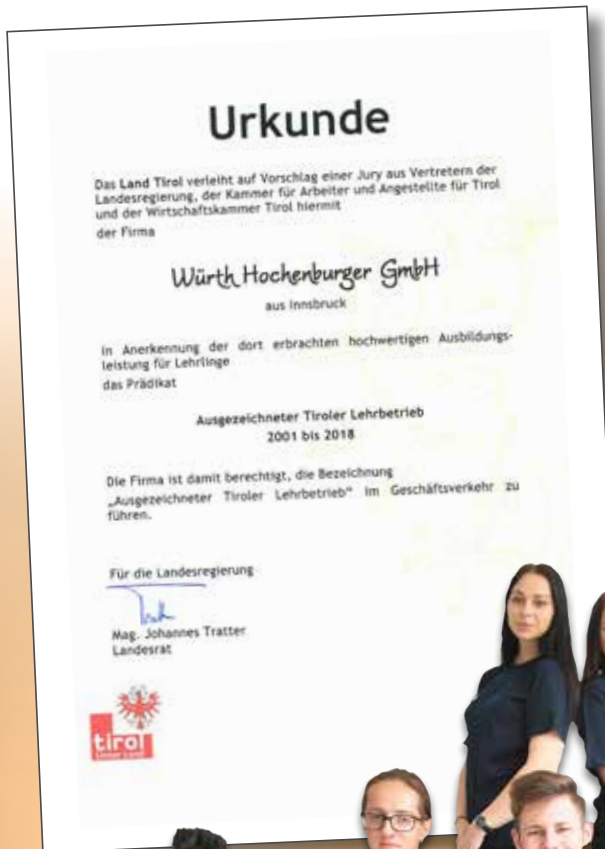 Urkunde
Das Land Tirol verleiht auf Vorschlag einer Jury aus Vertretern der
Landesregierung, der Kammer für Arbeiter und Angestellte für Tirol
und der Wirtschaftskammer Tirol hiermit
der Firma
Würth Hochenburger GmbH
aus Innsbruck
in Anerkennung der dort erbrachten hochwertigen Ausbildungs-
leistung für Lehrlinge
das Prädikat
Ausgezeichneter Tiroler Lehrbetrieb
2001 bis 2018
Die Firma ist damit berechtigt, die Bezeichnung
„Ausgezeichneter Tiroler Lehrbetrieb" im Geschäftsverkehr zu
führen.
Für die Landesregierung
Mag. Johannes Tratter
Landesrat
tirol